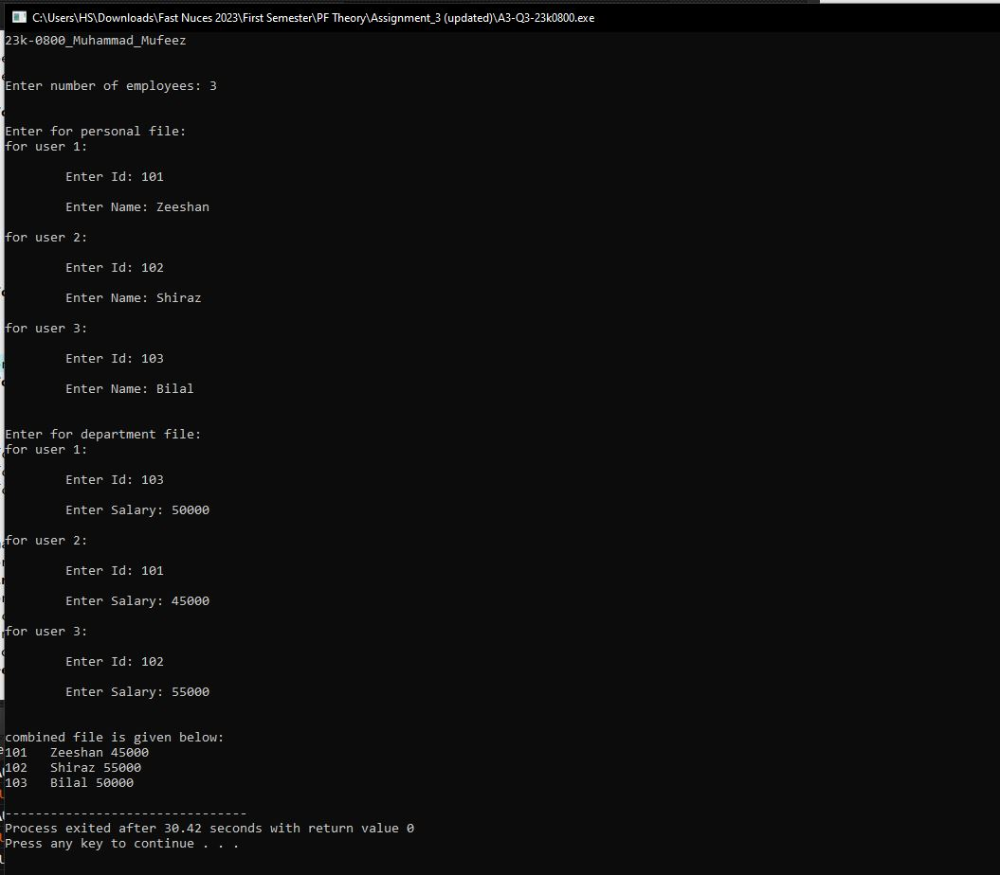 C:\Users\HS\Downloads\Fast Nuces 2023\First Semester\PF Theory\Assignment_3 (updated)\A3-Q3-23k0800.exe
23k-0800_Muhammad_Mufeez
Enter number of employees: 3
Enter for personal file:
for user 1:
Enter Id: 101
Enter Name: Zeeshan
for user 2:
Enter Id: 102
Enter Name: Shiraz
for user 3:
Enter Id: 103
Enter Name: Bilal
Enter for department file:
for user 1:
Enter Id: 103
Enter Salary: 50000
for user 2:
Enter Id: 101
Enter Salary: 45000
for user 3:
Enter Id: 102
Enter Salary: 55000
combined file is given below:
101 Zeeshan 45000
102 Shiraz 55000
103 Bilal 50000
--------------------------------
Process exited after 30.42 seconds with return value 0
Press any key to continue . . .